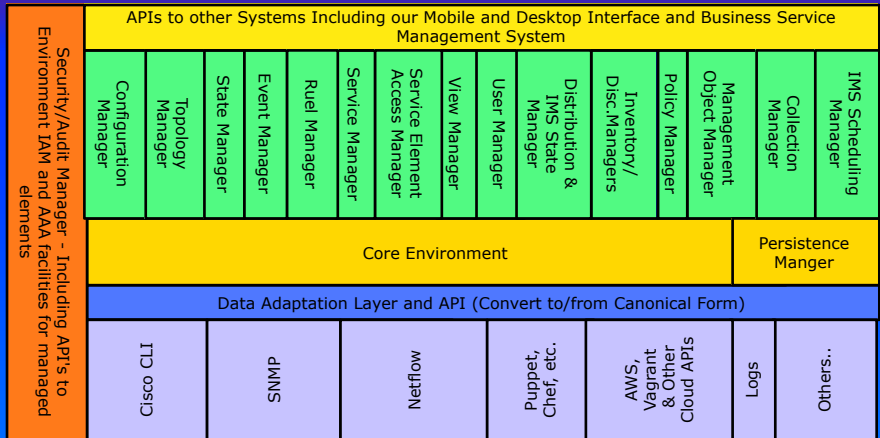 APIs to other Systems Including our Mobile and Desktop Interface and Business Service
Management System
Security/Audit Manager - Including API's to
Environment IAM and AAA facilities for managed
elements
Configuration
Manager
Topology
Manager
State Manager
Event Manager
Ruel Manager
Service Manager
Service Element
Access Manager
View Manager
User Manager
Distribution &
IMS State
Manager
Inventory/
Disc.Managers
Policy Manager
Management
Object Manager
Collection
Manager
IMS Scheduling
Manager
Core Environment
Persistence
Manger
Data Adaptation Layer and API (Convert to/from Canonical Form)
Cisco CLI
SNMP
Netflow
Puppet,
Chef, etc.
AWS,
Vagrant
& Other
Cloud APIs
Logs
Others..